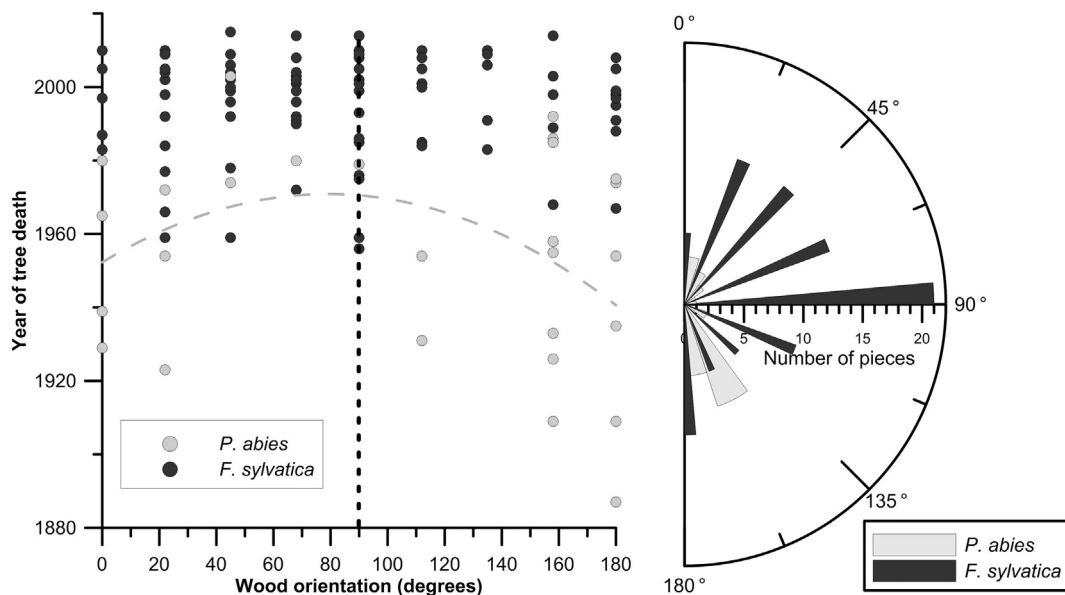 Year of tree death
2000
1960
1920
1880
P. abies
F. sylvatica
0 20 40 60 80 100 120 140 160 180
Wood orientation (degrees)
0°
45°
90°
135°
180°
0 5 10 15 20
Number of pieces
P. abies
F. sylvatica